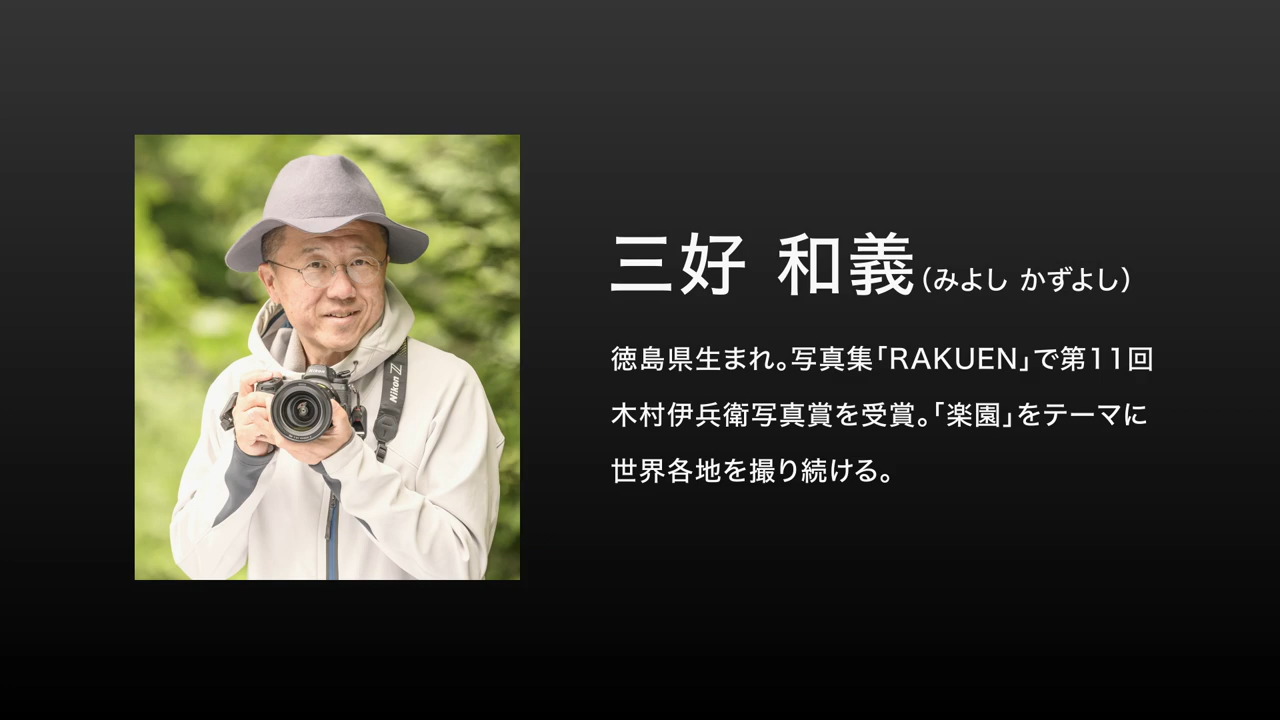 三好 和義（みよし かずよし）
徳島県生まれ。写真集「RAKUEN」で第11回
木村伊兵衛写真賞を受賞。「楽園」をテーマに
世界各地を撮り続ける。
Nikon Z